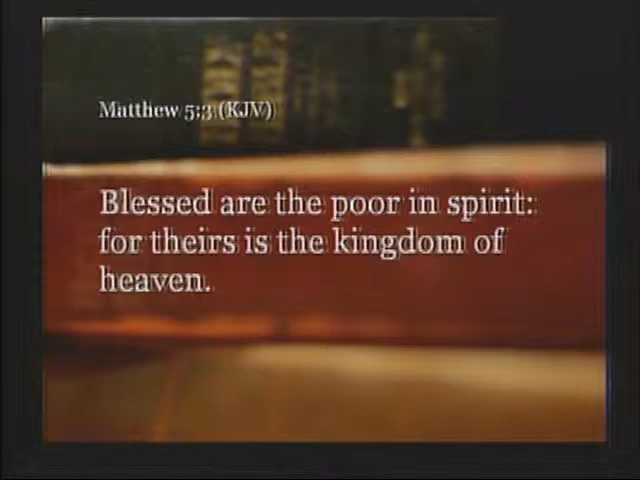 Matthew 5:3 (KJV)
Blessed are the poor in spirit:
for theirs is the kingdom of
heaven.